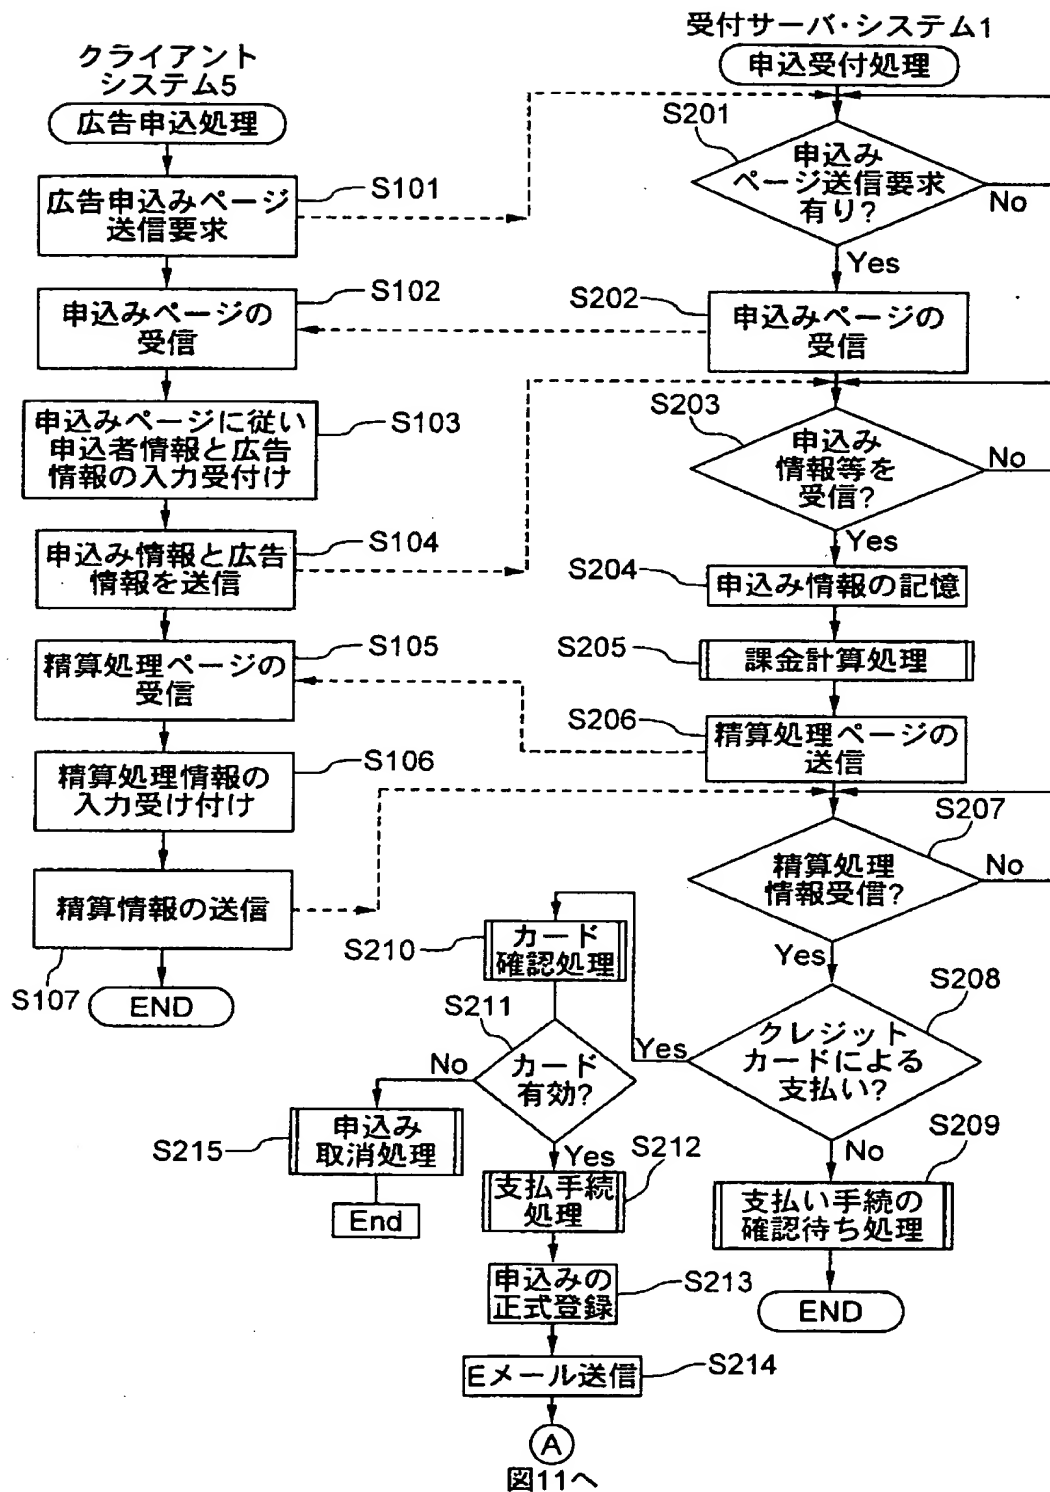 クライアント
システム5
広告申込処理
S101
広告申込みページ
送信要求
S102
申込みページの
受信
S103
申込みページに従い
申込者情報と広告
情報の入力受付け
S104
申込み情報と広告
情報を送信
S105
精算処理ページの
受信
S106
精算処理情報の
入力受け付け
精算情報の送信
S107
END
受付サーバ・システム1
申込受付処理
S201
申込み
ページ送信要求
有り?
No
Yes
S202
申込みページの
受信
S203
申込み
情報等を
受信?
No
Yes
S204
申込み情報の記憶
S205
課金計算処理
S206
精算処理ページの
送信
S207
精算処理
情報受信?
No
Yes
S208
クレジット
カードによる
支払い?
Yes
No
S209
支払い手続の
確認待ち処理
END
S210
カード
確認処理
S211
カード
有効?
No
Yes
S215
申込み
取消処理
End
S212
支払手続
処理
S213
申込みの
正式登録
S214
Eメール送信
A
図11へ